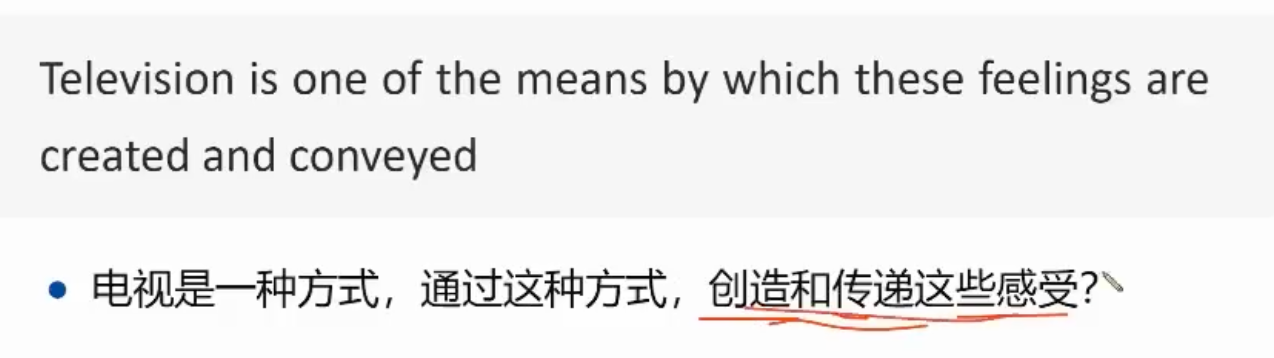 Television is one of the means by which these feelings are
created and conveyed
• 电视是一种方式，通过这种方式，创造和传递这些感受?